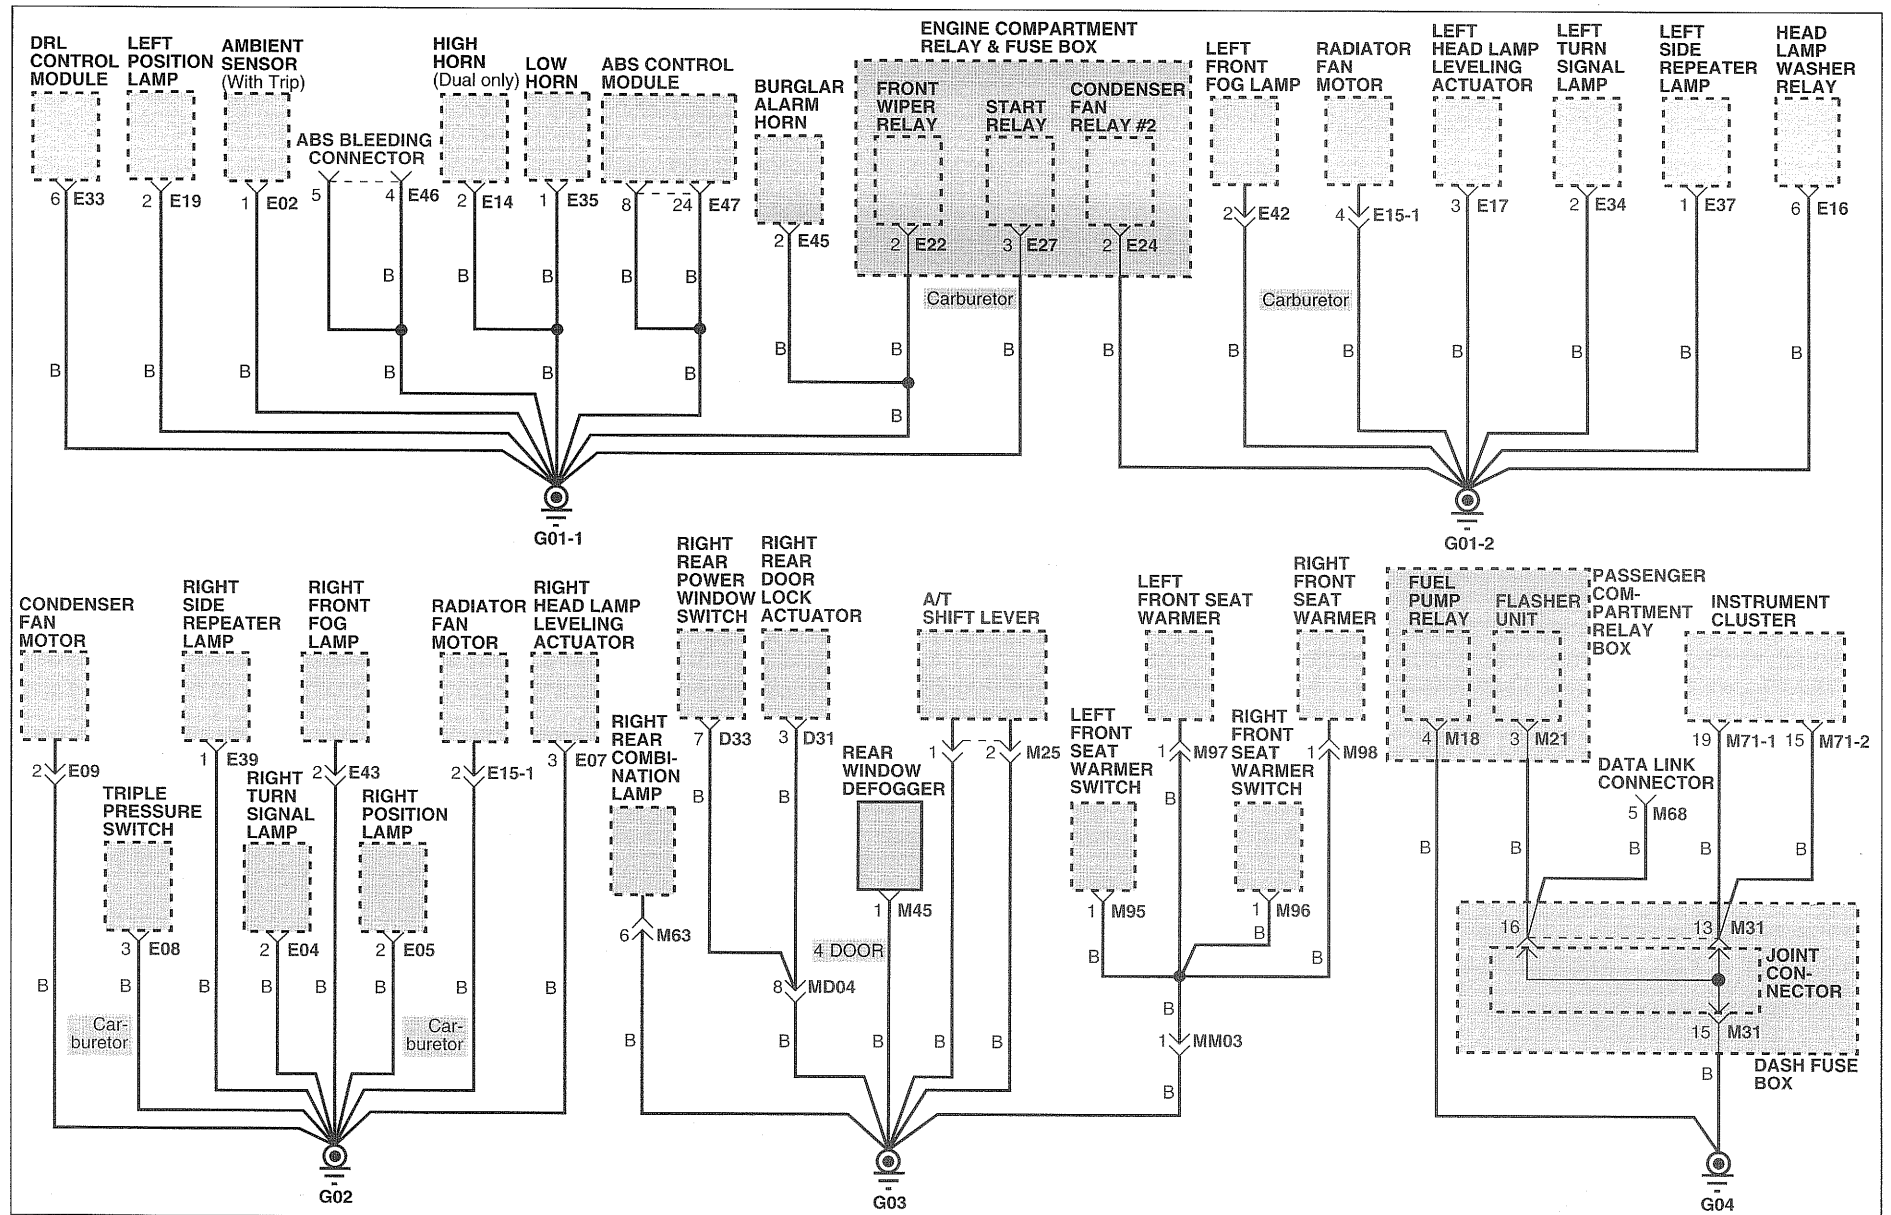 DRL
CONTROL
MODULE
6 E33
B
LEFT
POSITION
LAMP
2 E19
B
AMBIENT
SENSOR
(With Trip)
1 E02
B
ABS BLEEDING
CONNECTOR
5 4 E46
B
B
HIGH
HORN
(Dual only)
2 E14
B
LOW
HORN
1 E35
B
B
ABS CONTROL
MODULE
8 24 E47
B B
B
BURGLAR
ALARM
HORN
2 E45
B
ENGINE COMPARTMENT
RELAY & FUSE BOX
FRONT
WIPER
RELAY
2 E22
B
B
START
RELAY
3 E27
Carburetor
B
CONDENSER
FAN
RELAY #2
2 E24
B
LEFT
FRONT
FOG LAMP
2 E42
B
RADIATOR
FAN
MOTOR
4 E15-1
Carburetor
B
LEFT
HEAD LAMP
LEVELING
ACTUATOR
3 E17
B
LEFT
TURN
SIGNAL
LAMP
2 E34
B
LEFT
SIDE
REPEATER
LAMP
1 E37
B
HEAD
LAMP
WASHER
RELAY
6 E16
B
G01-1
G01-2
CONDENSER
FAN
MOTOR
2 E09
B
TRIPLE
PRESSURE
SWITCH
3 E08
B
Car-
buretor
RIGHT
SIDE
REPEATER
LAMP
1 E39
B
RIGHT
TURN
SIGNAL
LAMP
2 E04
B
RIGHT
FRONT
FOG
LAMP
2 E43
B
RIGHT
POSITION
LAMP
2 E05
B
RADIATOR
FAN
MOTOR
2 E15-1
B
Car-
buretor
RIGHT
HEAD LAMP
LEVELING
ACTUATOR
3 E07
B
G02
RIGHT
REAR
COMBI-
NATION
LAMP
6 M63
B
RIGHT
REAR
POWER
WINDOW
SWITCH
7 D33
B
RIGHT
REAR
DOOR
LOCK
ACTUATOR
3 D31
B
8 MD04
B
REAR
WINDOW
DEFOGGER
1 M45
4 DOOR
B
A/T
SHIFT LEVER
1 2 M25
B B
LEFT
FRONT
SEAT
WARMER
SWITCH
1 M95
B
LEFT
FRONT SEAT
WARMER
1 M97
B
RIGHT
FRONT
SEAT
WARMER
SWITCH
1 M96
B
RIGHT
FRONT
SEAT
WARMER
1 M98
B
B
1 MM03
B
G03
PASSENGER
COM-
PARTMENT
RELAY
BOX
FUEL
PUMP
RELAY
4 M18
B
FLASHER
UNIT
3 M21
B
DATA LINK
CONNECTOR
5 M68
B
INSTRUMENT
CLUSTER
19 M71-1 15 M71-2
B B
16 13 M31
JOINT
CON-
NECTOR
15 M31
DASH FUSE
BOX
B
G04